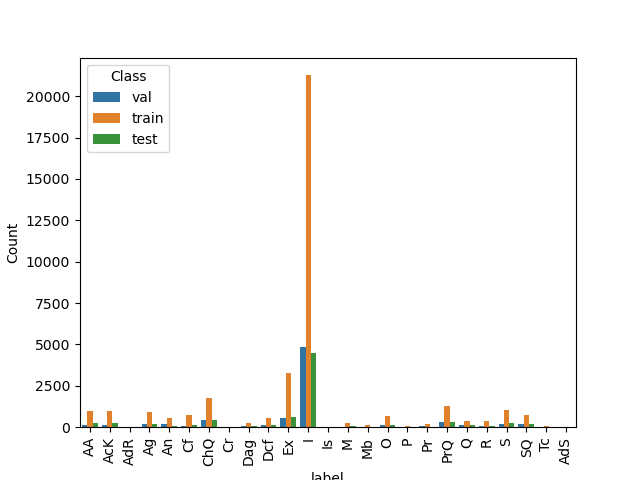 Class
val
train
test
20000
17500
15000
12500
10000
7500
5000
2500
0
Count
AA
AcK
AdR
Ag
An
Cf
ChQ
Cr
Dag
Dcf
Ex
I
Is
M
Mb
O
P
Pr
PrQ
Q
R
S
SQ
Tc
AdS
label